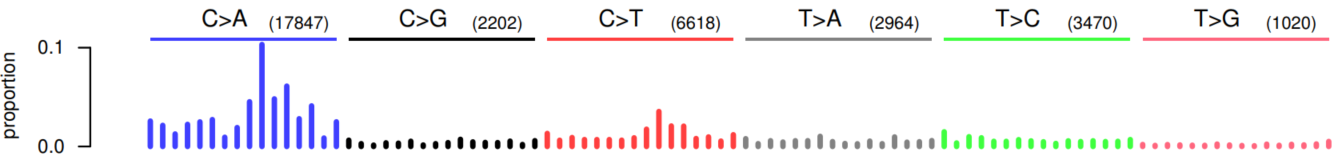 C>A (17847) C>G (2202) C>T (6618) T>A (2964) T>C (3470) T>G (1020)
0.1
proportion
0.0